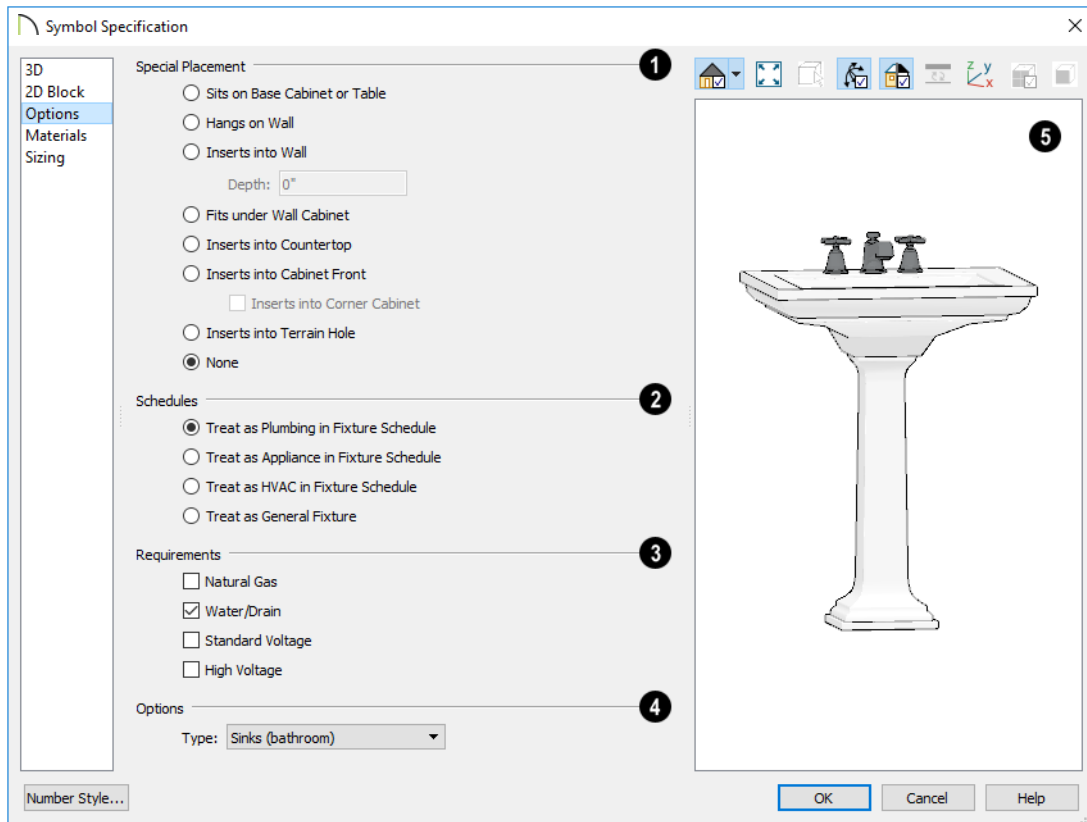 Symbol Specification
3D
2D Block
Options
Materials
Sizing
Special Placement
1
Sits on Base Cabinet or Table
Hangs on Wall
Inserts into Wall
Depth: 0"
Fits under Wall Cabinet
Inserts into Countertop
Inserts into Cabinet Front
Inserts into Corner Cabinet
Inserts into Terrain Hole
None
Schedules
2
Treat as Plumbing in Fixture Schedule
Treat as Appliance in Fixture Schedule
Treat as HVAC in Fixture Schedule
Treat as General Fixture
Requirements
3
Natural Gas
Water/Drain
Standard Voltage
High Voltage
Options
4
Type: Sinks (bathroom)
z y x
5
Number Style...
OK
Cancel
Help